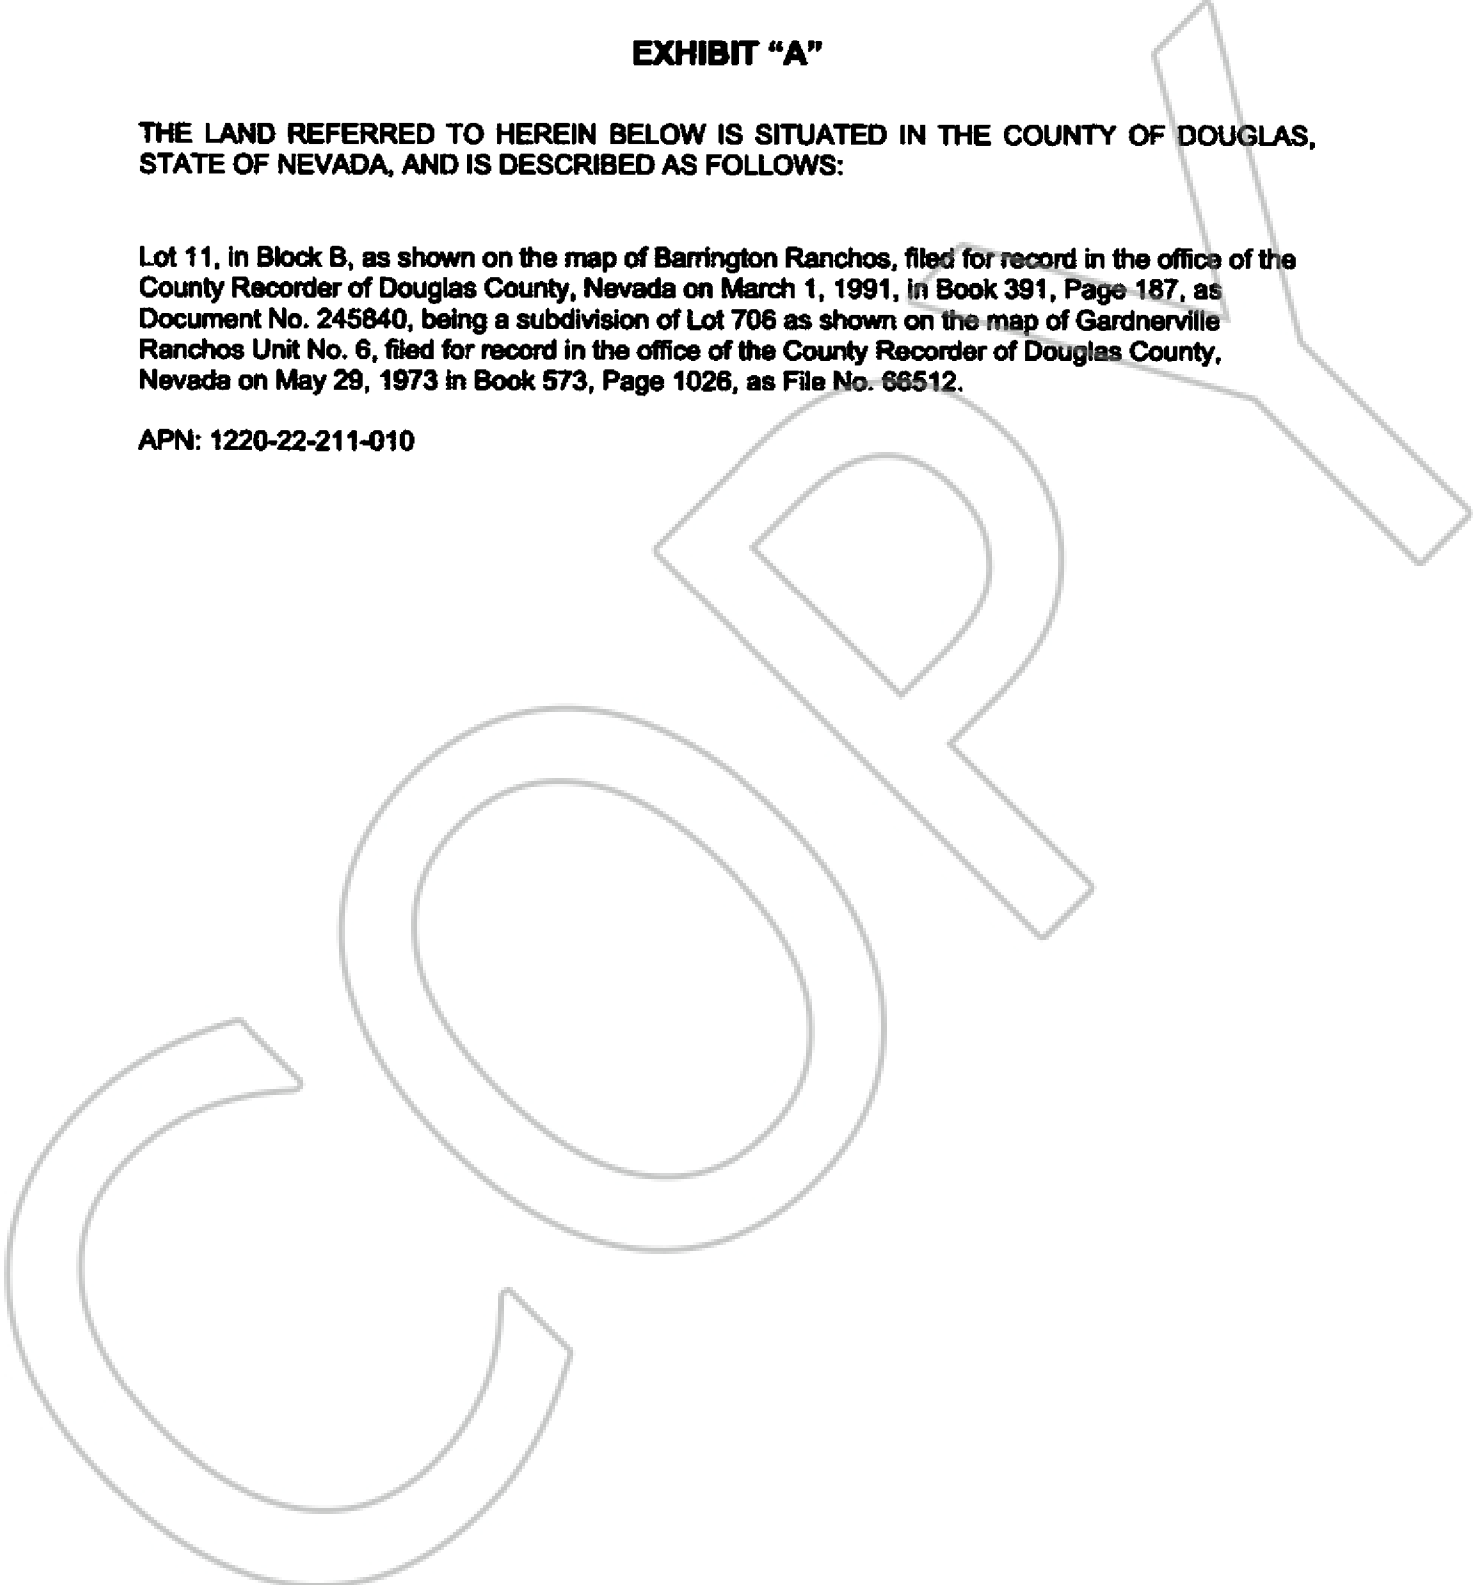 EXHIBIT “A”
THE LAND REFERRED TO HEREIN BELOW IS SITUATED IN THE COUNTY OF DOUGLAS,
STATE OF NEVADA, AND IS DESCRIBED AS FOLLOWS:
Lot 11, in Block B, as shown on the map of Barrington Ranchos, filed for record in the office of the
County Recorder of Douglas County, Nevada on March 1, 1991, in Book 391, Page 187, as
Document No. 245840, being a subdivision of Lot 706 as shown on the map of Gardnerville
Ranchos Unit No. 6, filed for record in the office of the County Recorder of Douglas County,
Nevada on May 29, 1973 in Book 573, Page 1026, as File No. 66512.
APN: 1220-22-211-010
COPY